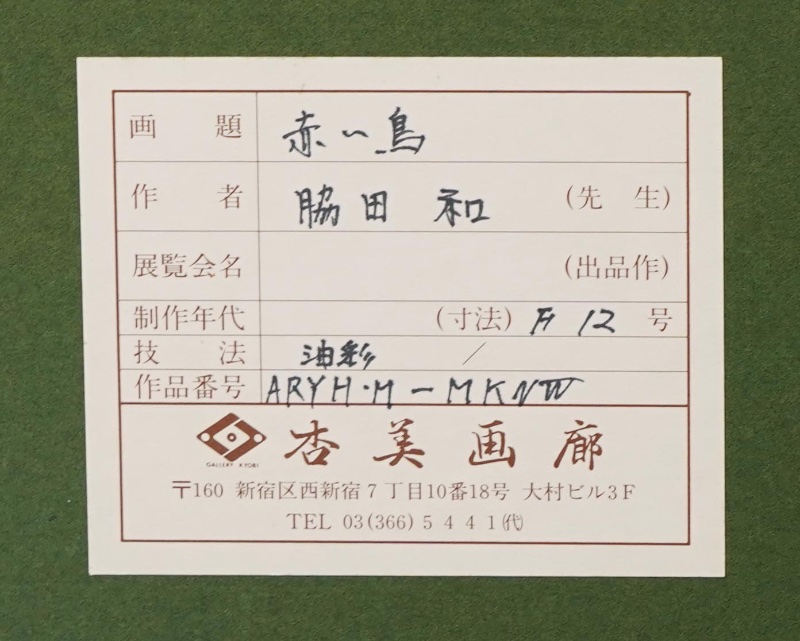 画題 赤い鳥
作者 脇田 和 (先生)
展覧会名 (出品作)
制作年代 (寸法) F 12 号
技法 油彩 /
作品番号 ARYH・M-MKNW
杏美画廊
GALLERY KYOBI
〒160 新宿区西新宿7丁目10番18号 大村ビル3F
TEL 03(366)5441㈹